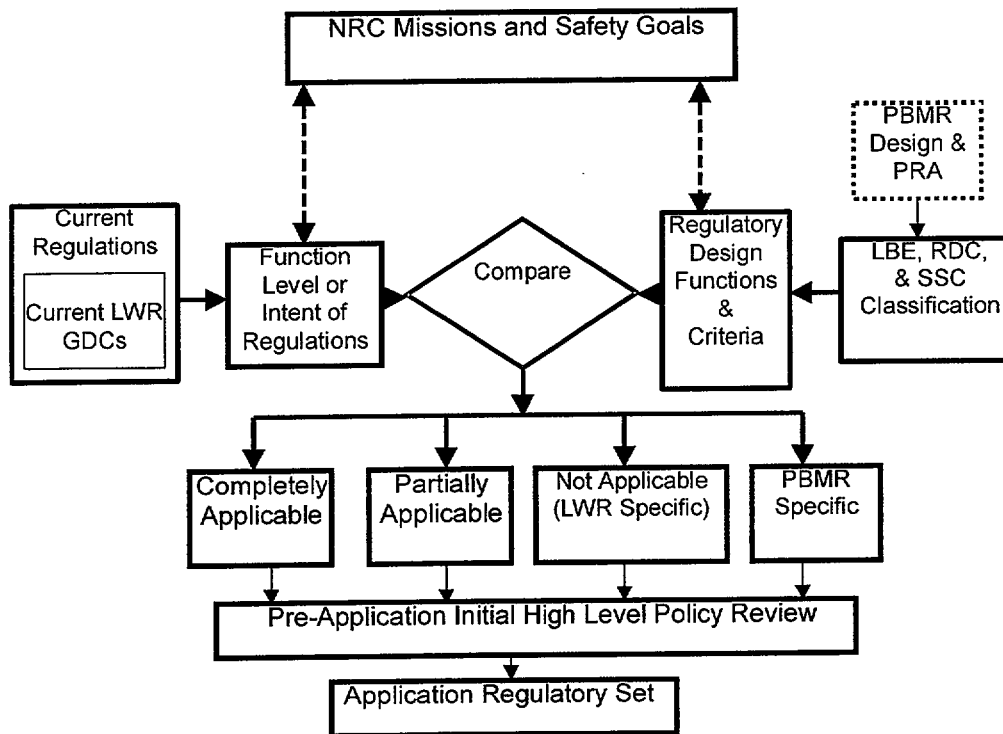 NRC Missions and Safety Goals
PBMR
Design &
PRA
Current
Regulations
Current LWR
GDCs
Function
Level or
Intent of
Regulations
Compare
Regulatory
Design
Functions
&
Criteria
LBE, RDC,
& SSC
Classification
Completely
Applicable
Partially
Applicable
Not Applicable
(LWR Specific)
PBMR
Specific
Pre-Application Initial High Level Policy Review
Application Regulatory Set